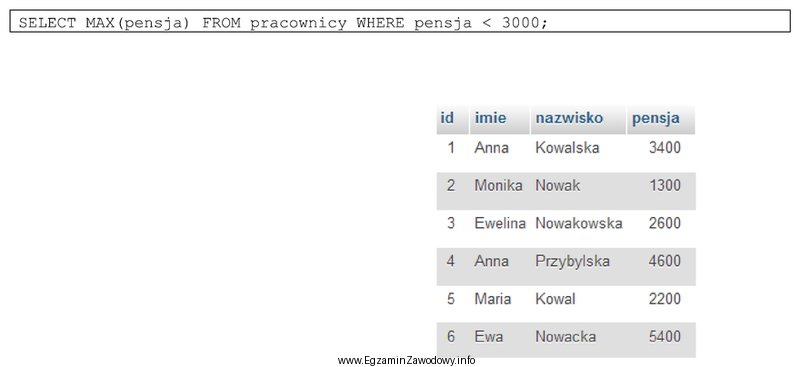 SELECT MAX(pensja) FROM pracownicy WHERE pensja < 3000;
id imie nazwisko pensja
1 Anna Kowalska 3400
2 Monika Nowak 1300
3 Ewelina Nowakowska 2600
4 Anna Przybylska 4600
5 Maria Kowal 2200
6 Ewa Nowacka 5400
www.EgzaminZawodowy.info